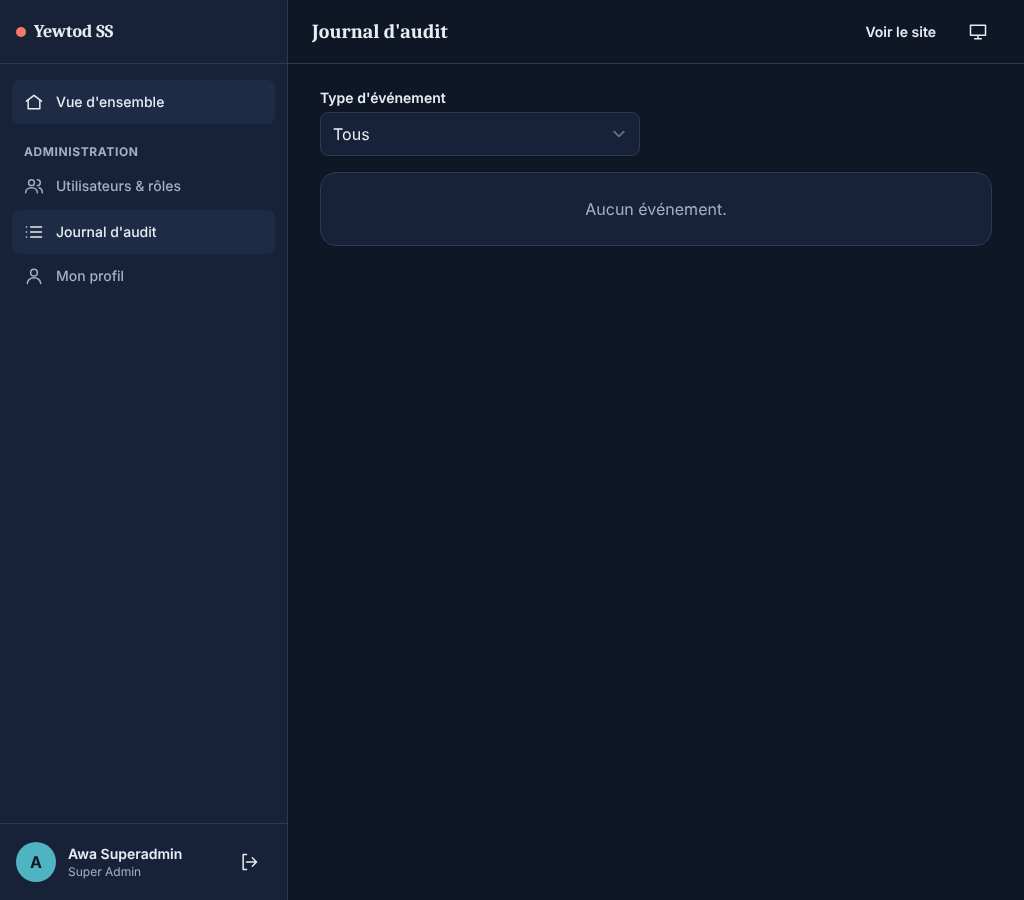 Yewtod SS
Journal d'audit
Voir le site
Vue d'ensemble
ADMINISTRATION
Utilisateurs & rôles
Journal d'audit
Mon profil
Type d'événement
Tous
Aucun événement.
A
Awa Superadmin
Super Admin